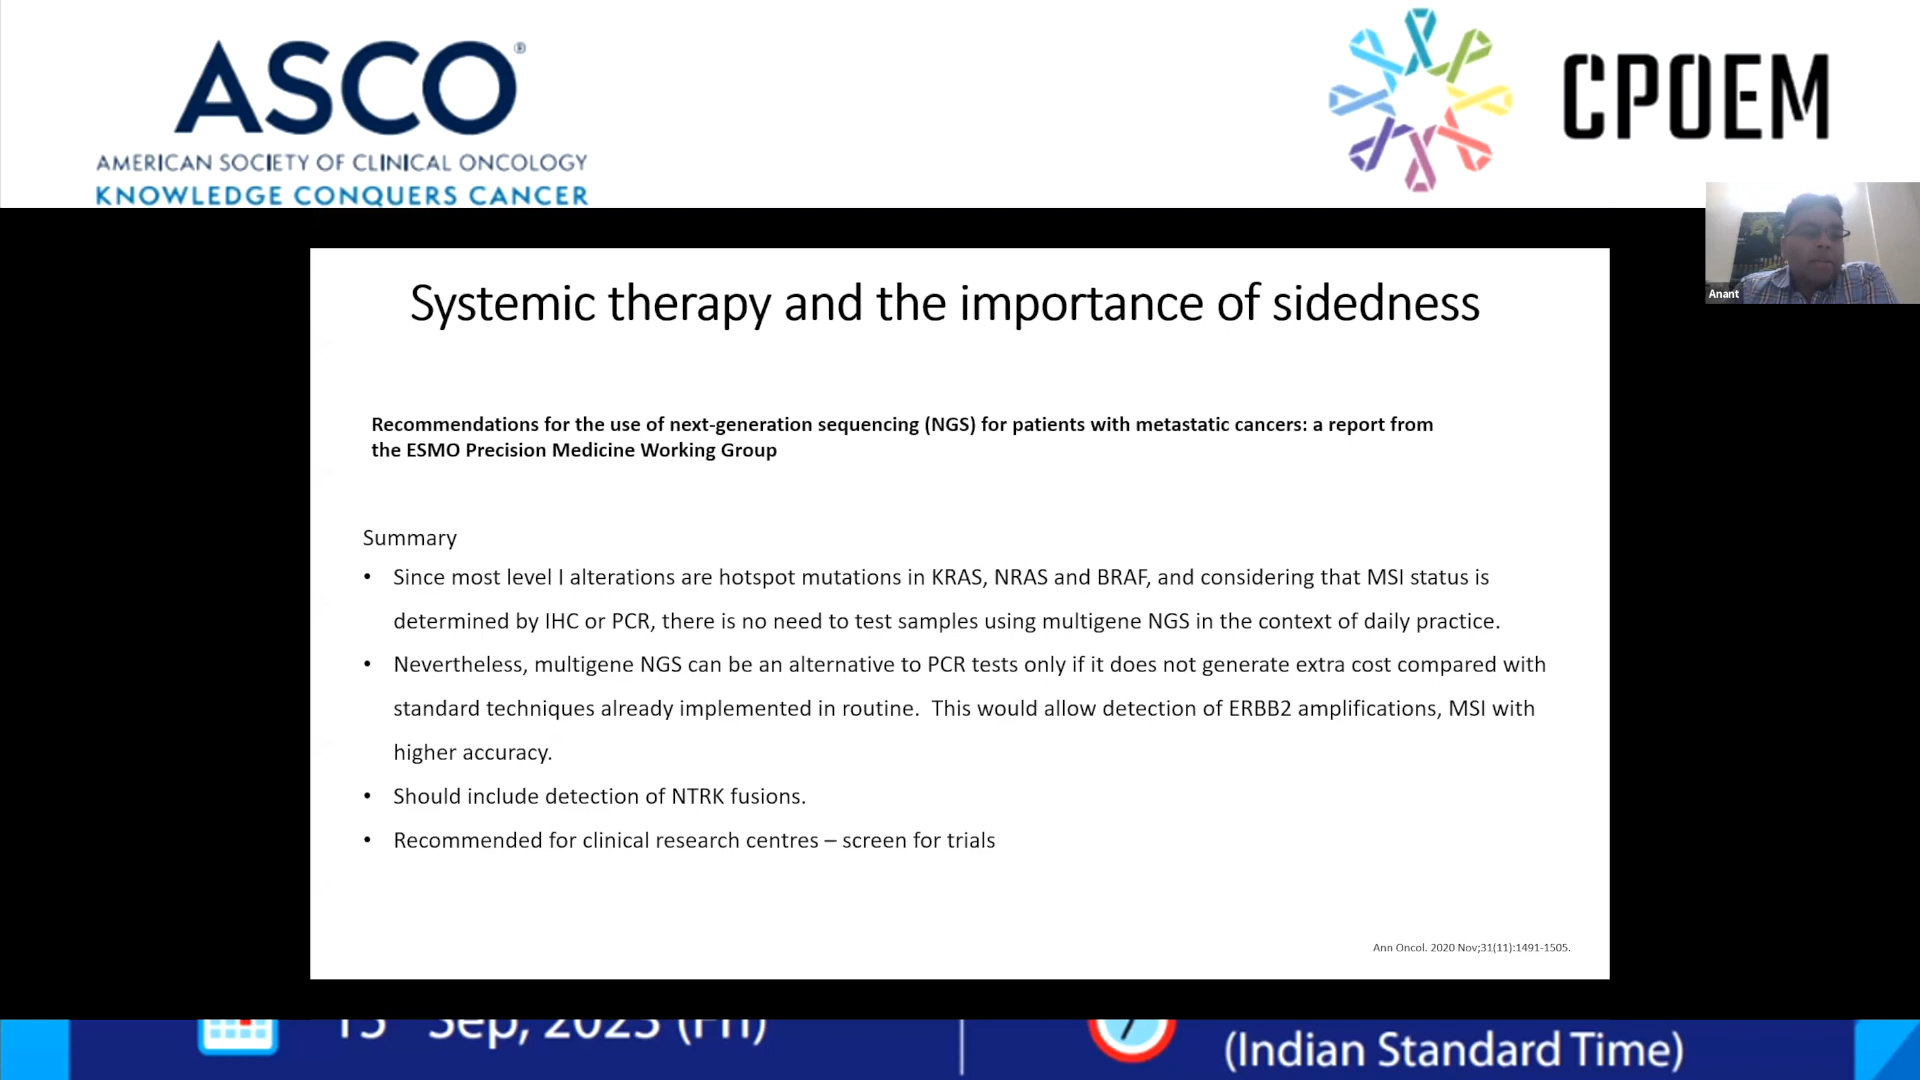 ASCO®
AMERICAN SOCIETY OF CLINICAL ONCOLOGY
KNOWLEDGE CONQUERS CANCER
CPOEM
Anant
Systemic therapy and the importance of sidedness
Recommendations for the use of next-generation sequencing (NGS) for patients with metastatic cancers: a report from
the ESMO Precision Medicine Working Group
Summary
• Since most level I alterations are hotspot mutations in KRAS, NRAS and BRAF, and considering that MSI status is
determined by IHC or PCR, there is no need to test samples using multigene NGS in the context of daily practice.
• Nevertheless, multigene NGS can be an alternative to PCR tests only if it does not generate extra cost compared with
standard techniques already implemented in routine. This would allow detection of ERBB2 amplifications, MSI with
higher accuracy.
• Should include detection of NTRK fusions.
• Recommended for clinical research centres – screen for trials
Ann Oncol. 2020 Nov;31(11):1491-1505.
15 Sep, 2023 (Fri)
(Indian Standard Time)